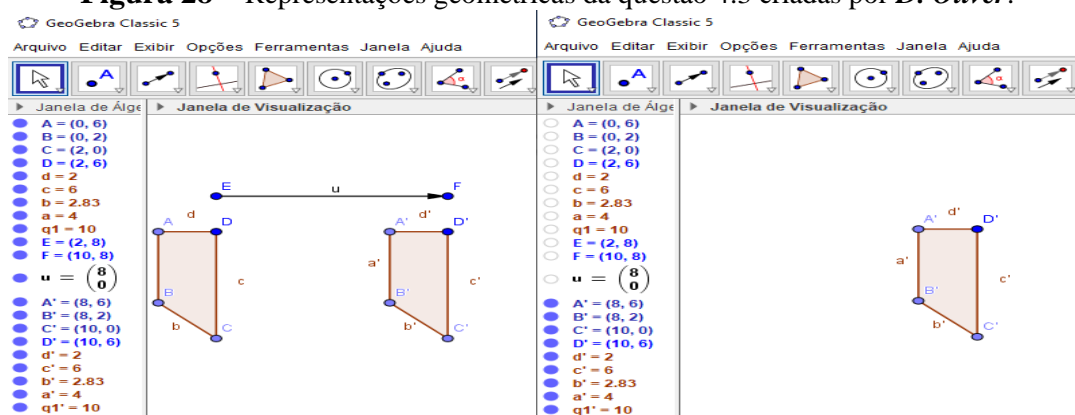 Figura 28 – Representações geométricas da questão 4.3 criadas por D. Oliver.
GeoGebra Classic 5
Arquivo Editar Exibir Opções Ferramentas Janela Ajuda
A
α
Janela de Álge
Janela de Visualização
A = (0, 6)
B = (0, 2)
C = (2, 0)
D = (2, 6)
d = 2
c = 6
b = 2.83
a = 4
q1 = 10
E = (2, 8)
F = (10, 8)
u = (8 0)
A' = (8, 6)
B' = (8, 2)
C' = (10, 0)
D' = (10, 6)
d' = 2
c' = 6
b' = 2.83
a' = 4
q1' = 10
E
u
F
d
A
D
c
B
b
C
d'
A'
D'
a'
c'
B'
b'
C'
GeoGebra Classic 5
Arquivo Editar Exibir Opções Ferramentas Janela Ajuda
A
α
Janela de Álge
Janela de Visualização
A = (0, 6)
B = (0, 2)
C = (2, 0)
D = (2, 6)
d = 2
c = 6
b = 2.83
a = 4
q1 = 10
E = (2, 8)
F = (10, 8)
u = (8 0)
A' = (8, 6)
B' = (8, 2)
C' = (10, 0)
D' = (10, 6)
d' = 2
c' = 6
b' = 2.83
a' = 4
q1' = 10
d'
A'
D'
a'
c'
B'
b'
C'